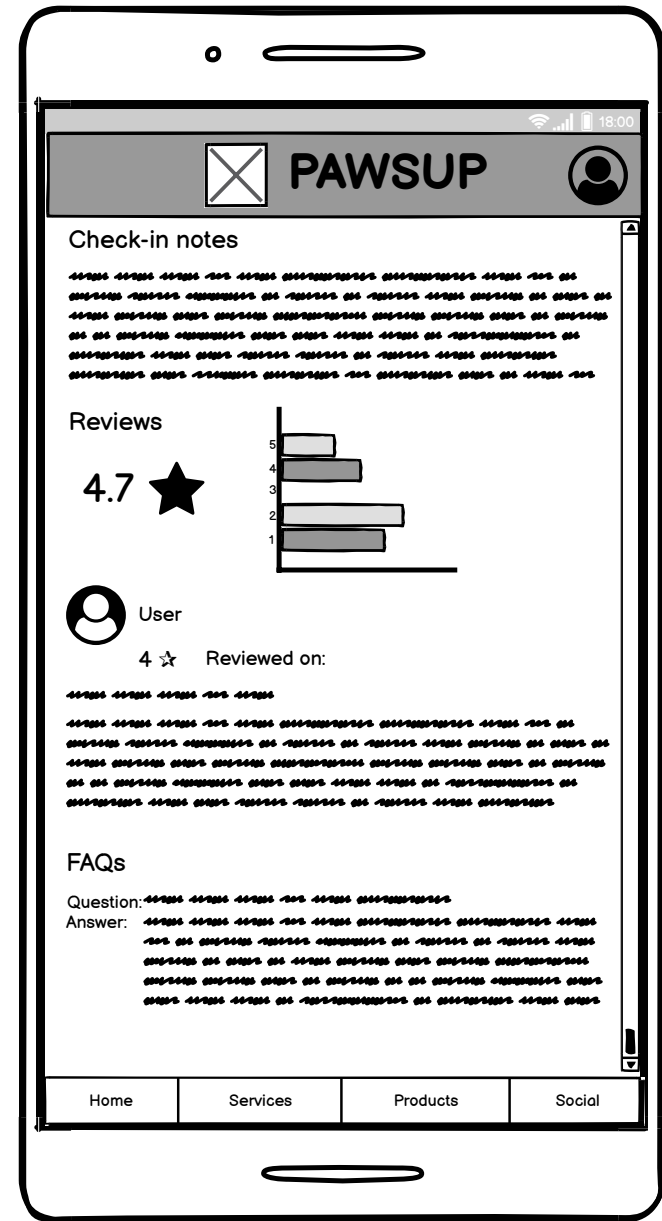 18:00
PAWSUP
Check-in notes
Reviews
4.7
5
4
3
2
1
User
4 Reviewed on:
FAQs
Question:
Answer:
Home Services Products Social